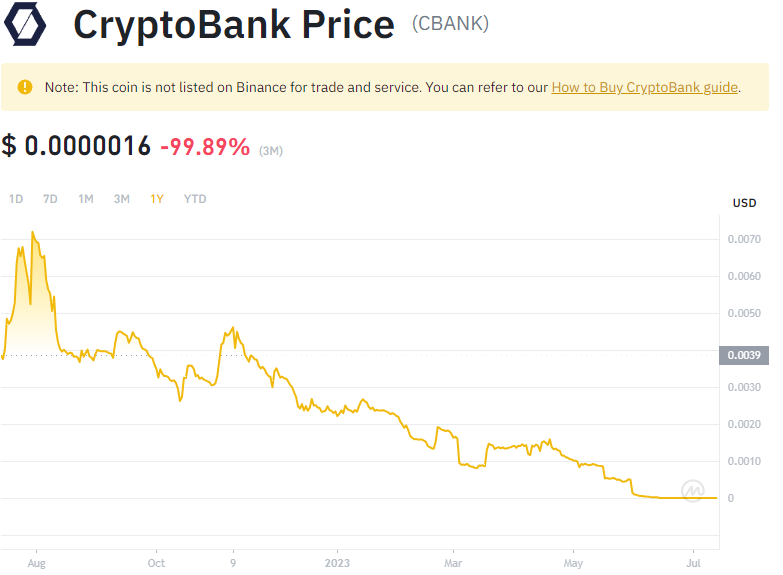 CryptoBank Price (CBANK)
Note: This coin is not listed on Binance for trade and service. You can refer to our How to Buy CryptoBank guide.
$ 0.0000016 -99.89% (3M)
1D 7D 1M 3M 1Y YTD
USD
0.0070
0.0060
0.0050
0.0039
0.0030
0.0020
0.0010
0
Aug Oct 9 2023 Mar May Jul